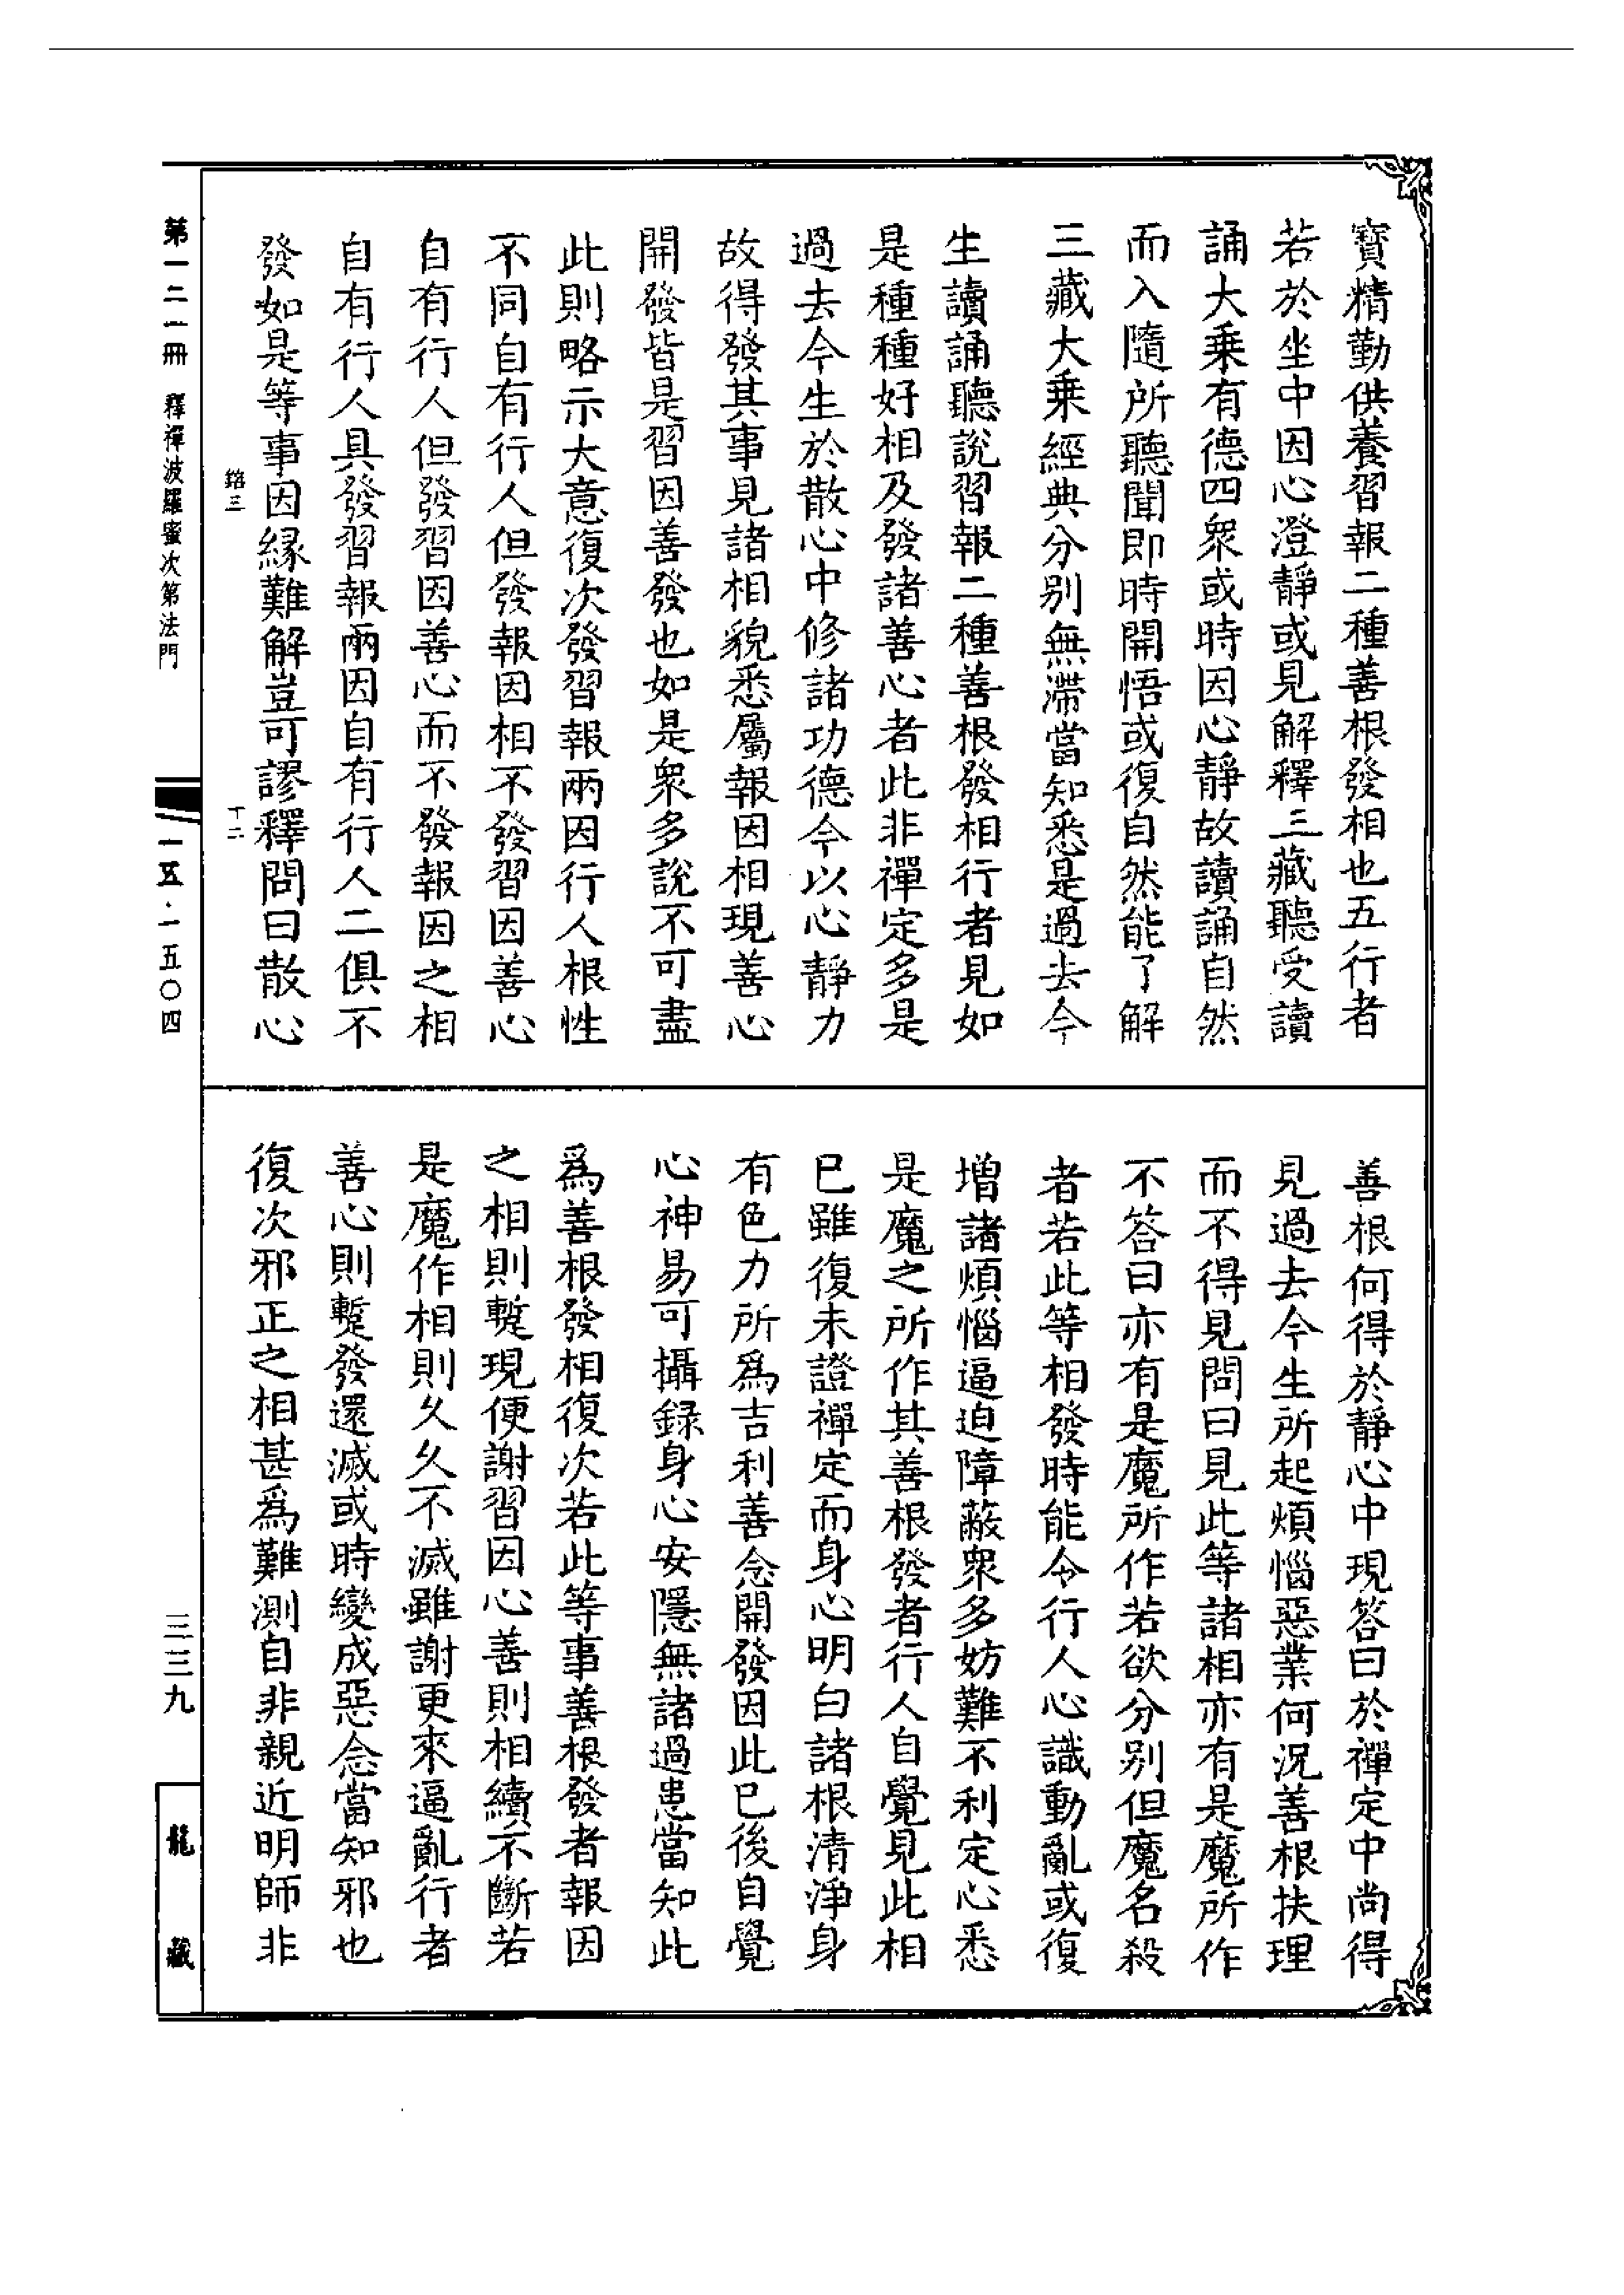 寶精勤供養習報二種善根發相也五行者
若於坐中因心澄靜或見解釋三藏聽受讀
誦大乘有德四衆或時因心靜故讀誦自然
而入隨所聽聞即時開悟或復自然能了解
三藏大乘經典分别無滯當知悉是過去今
生讀誦聽說習報二種善根發相行者見如
是種種好相及發諸善心者此非禪定多是
過去今生於散心中修諸功德今以心靜力
故得發其事見諸相貌悉屬報因相現善心
開發皆是習因善發也如是衆多說不可盡
此則略示大意復次發習報兩因行人根性
不同自有行人但發報因相不發習因善心
自有行人但發習因善心而不發報因之相
自有行人具發習報兩因自有行人二俱不
發如是等事因緣難解豈可謬釋問曰散心
善根何得於靜心中現答曰於禪定中尚得
見過去今生所起煩惱惡業何況善根扶理
而不得見問曰見此等諸相亦有是魔所作
不答曰亦有是魔所作若欲分别但魔名殺
者若此等相發時能令行人心識動亂或復
增諸煩惱逼迫障蔽衆多妨難不利定心悉
是魔之所作其善根發者行人自覺見此相
已雖復未證禪定而身心明白諸根清淨身
有色力所爲吉利善念開發因此已後自覺
心神易可攝録身心安隱無諸過患當知此
爲善根發相復次若此等事善根發者報因
之相則蹔現便謝習因心善則相續不斷若
是魔作相則久久不滅雖謝更來逼亂行者
善心則蹔發還滅或時變成惡念當知邪也
復次邪正之相甚爲難測自非親近明師非
第一二一冊 釋禪波羅蜜次第法門
一五·一五〇四
三三九
龍藏
三
十二